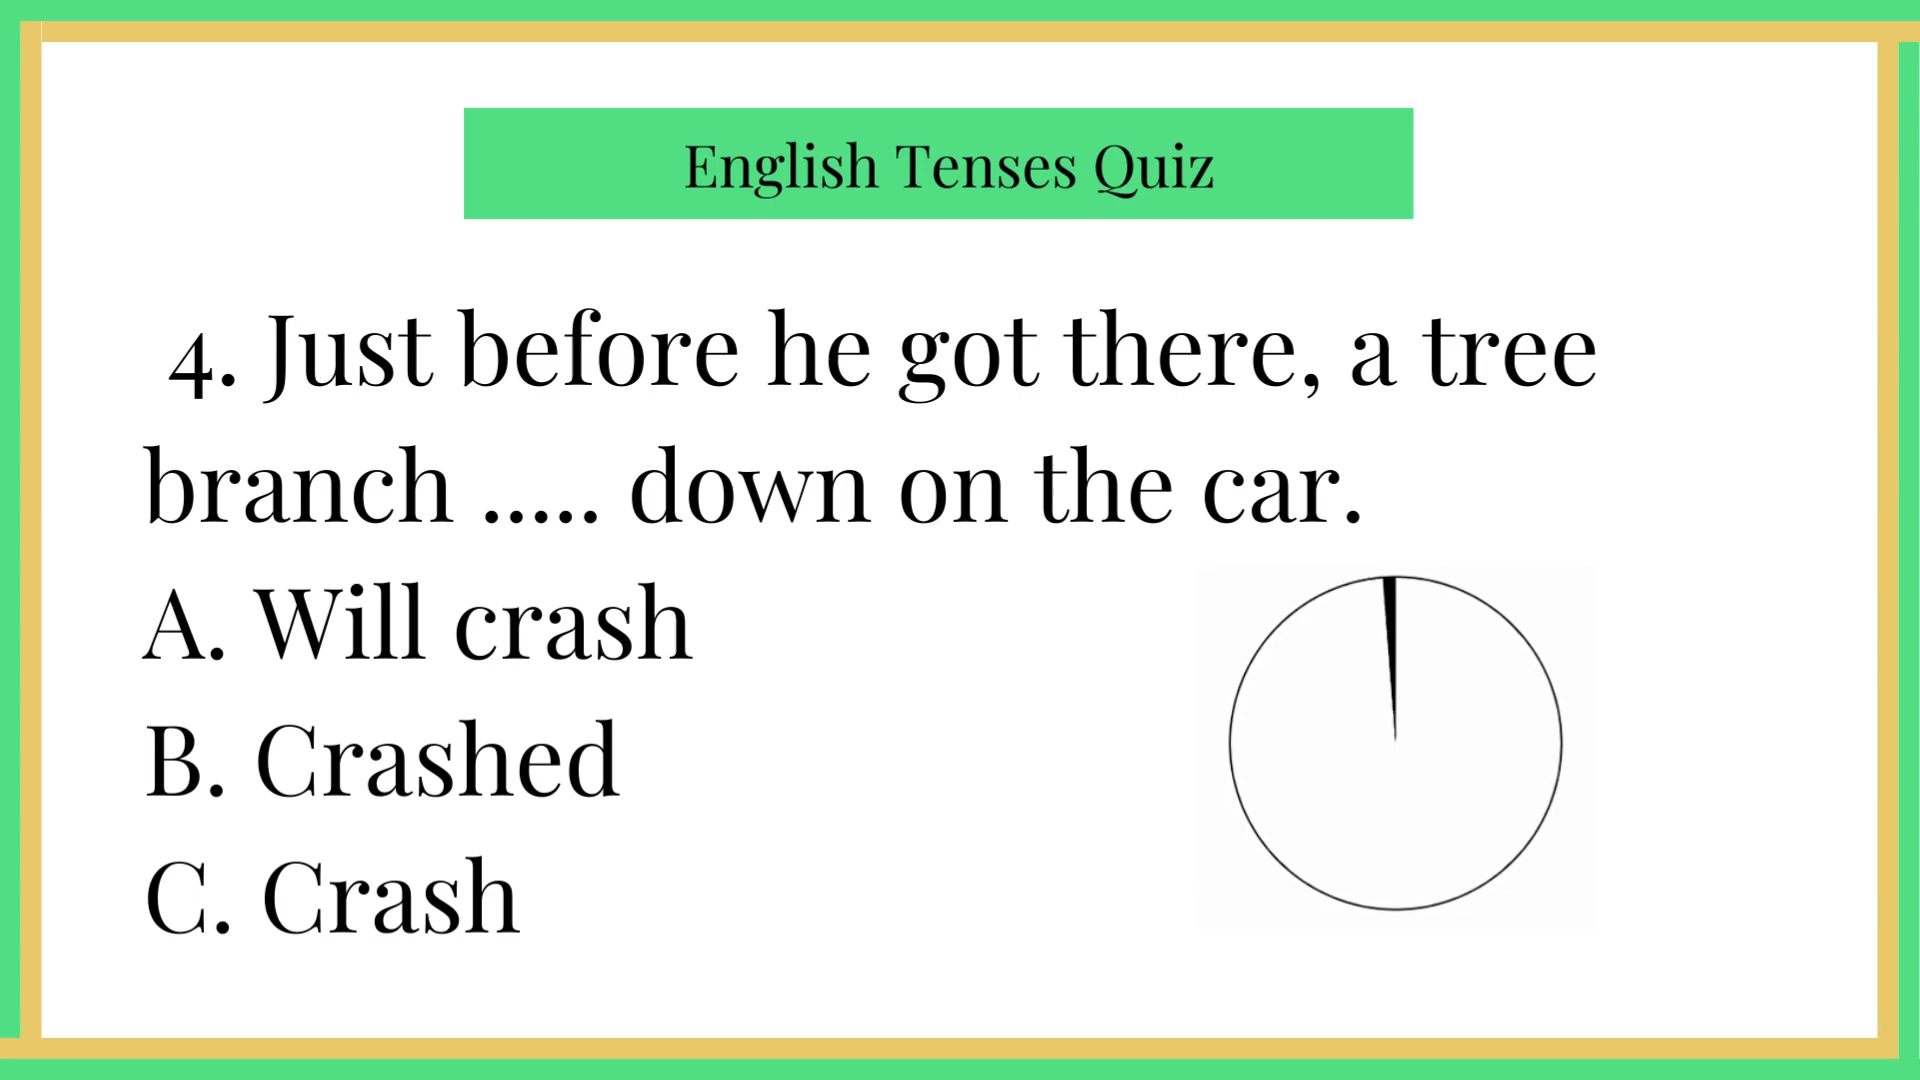 English Tenses Quiz
4. Just before he got there, a tree
branch ..... down on the car.
A. Will crash
B. Crashed
C. Crash